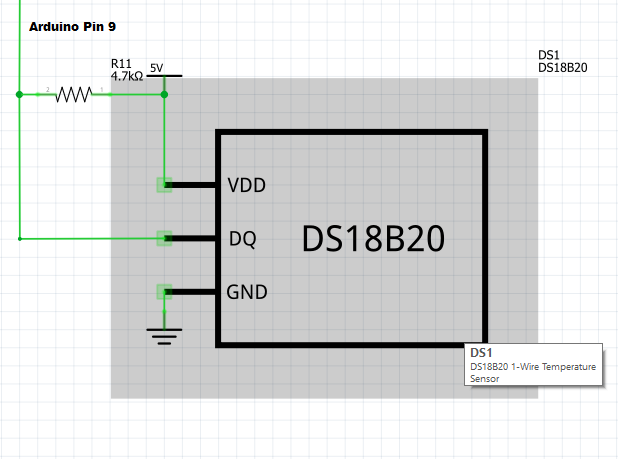 Arduino Pin 9
R11
4.7kΩ
5V
DS1
DS18B20
2
1
VDD
DQ
DS18B20
GND
DS1
DS18B20 1-Wire Temperature
Sensor